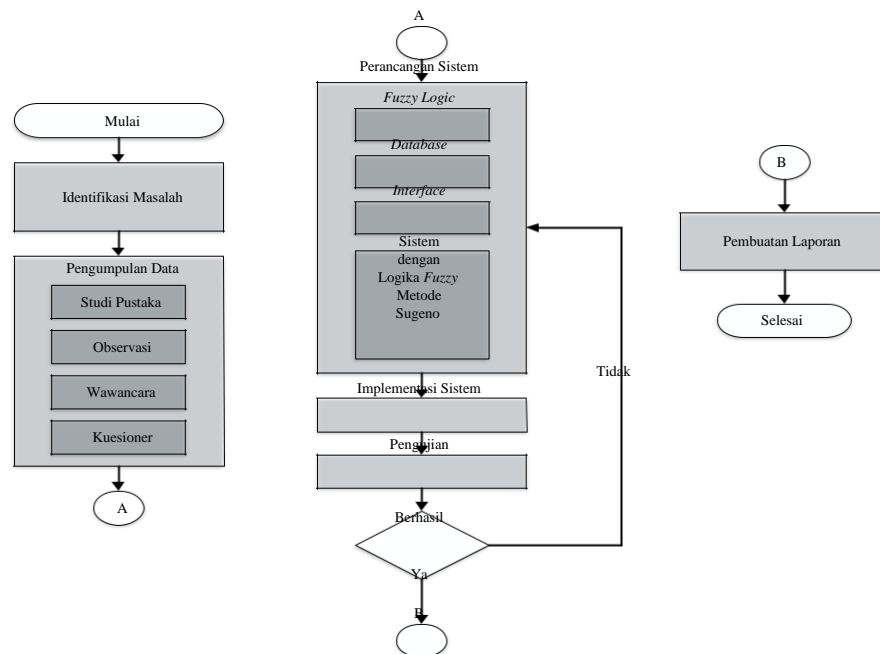 Mulai
Identifikasi Masalah
Pengumpulan Data
Studi Pustaka
Observasi
Wawancara
Kuesioner
A
A
Perancangan Sistem
Fuzzy Logic
Database
Interface
Sistem
dengan
Logika Fuzzy
Metode
Sugeno
Implementasi Sistem
Pengujian
Berhasil
Tidak
Ya
B
B
Pembuatan Laporan
Selesai